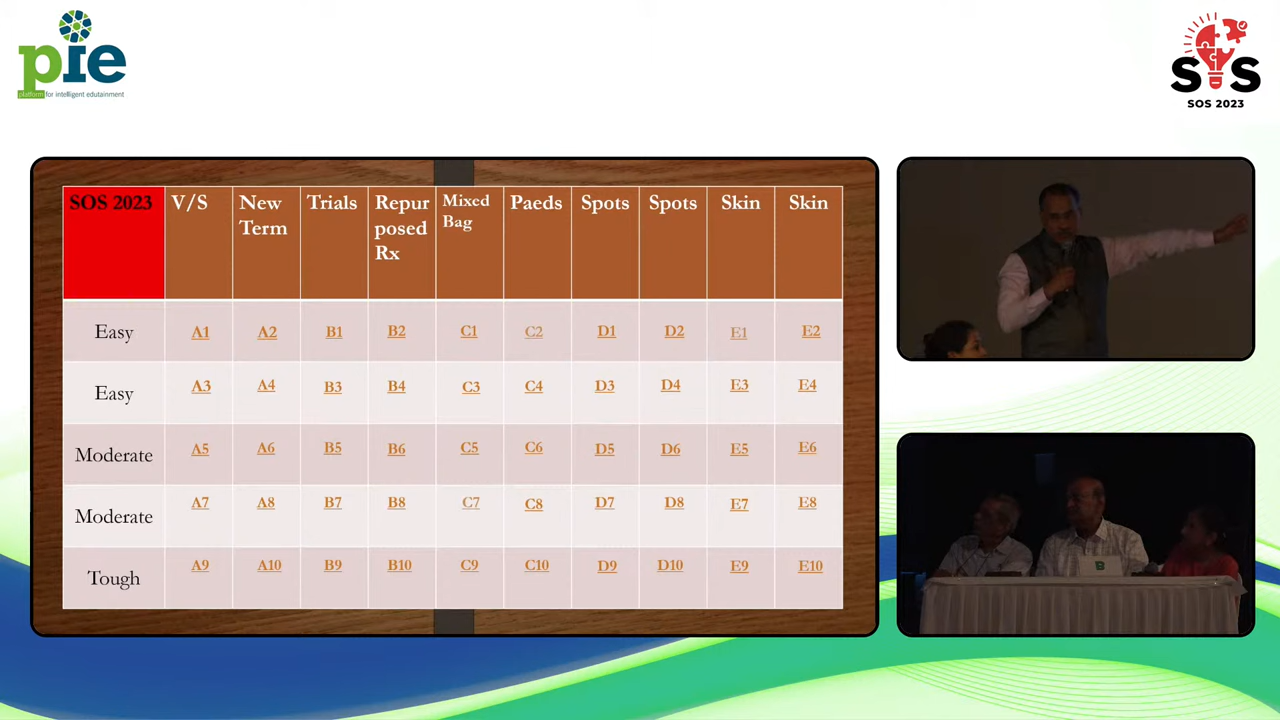 pie
platform for intelligent edutainment
SOS
SOS 2023
SOS 2023 V/S New Term Trials Repur posed Rx Mixed Bag Paeds Spots Spots Skin Skin
Easy A1 A2 B1 B2 C1 C2 D1 D2 E1 E2
Easy A3 A4 B3 B4 C3 C4 D3 D4 E3 E4
Moderate A5 A6 B5 B6 C5 C6 D5 D6 E5 E6
Moderate A7 A8 B7 B8 C7 C8 D7 D8 E7 E8
Tough A9 A10 B9 B10 C9 C10 D9 D10 E9 E10
B